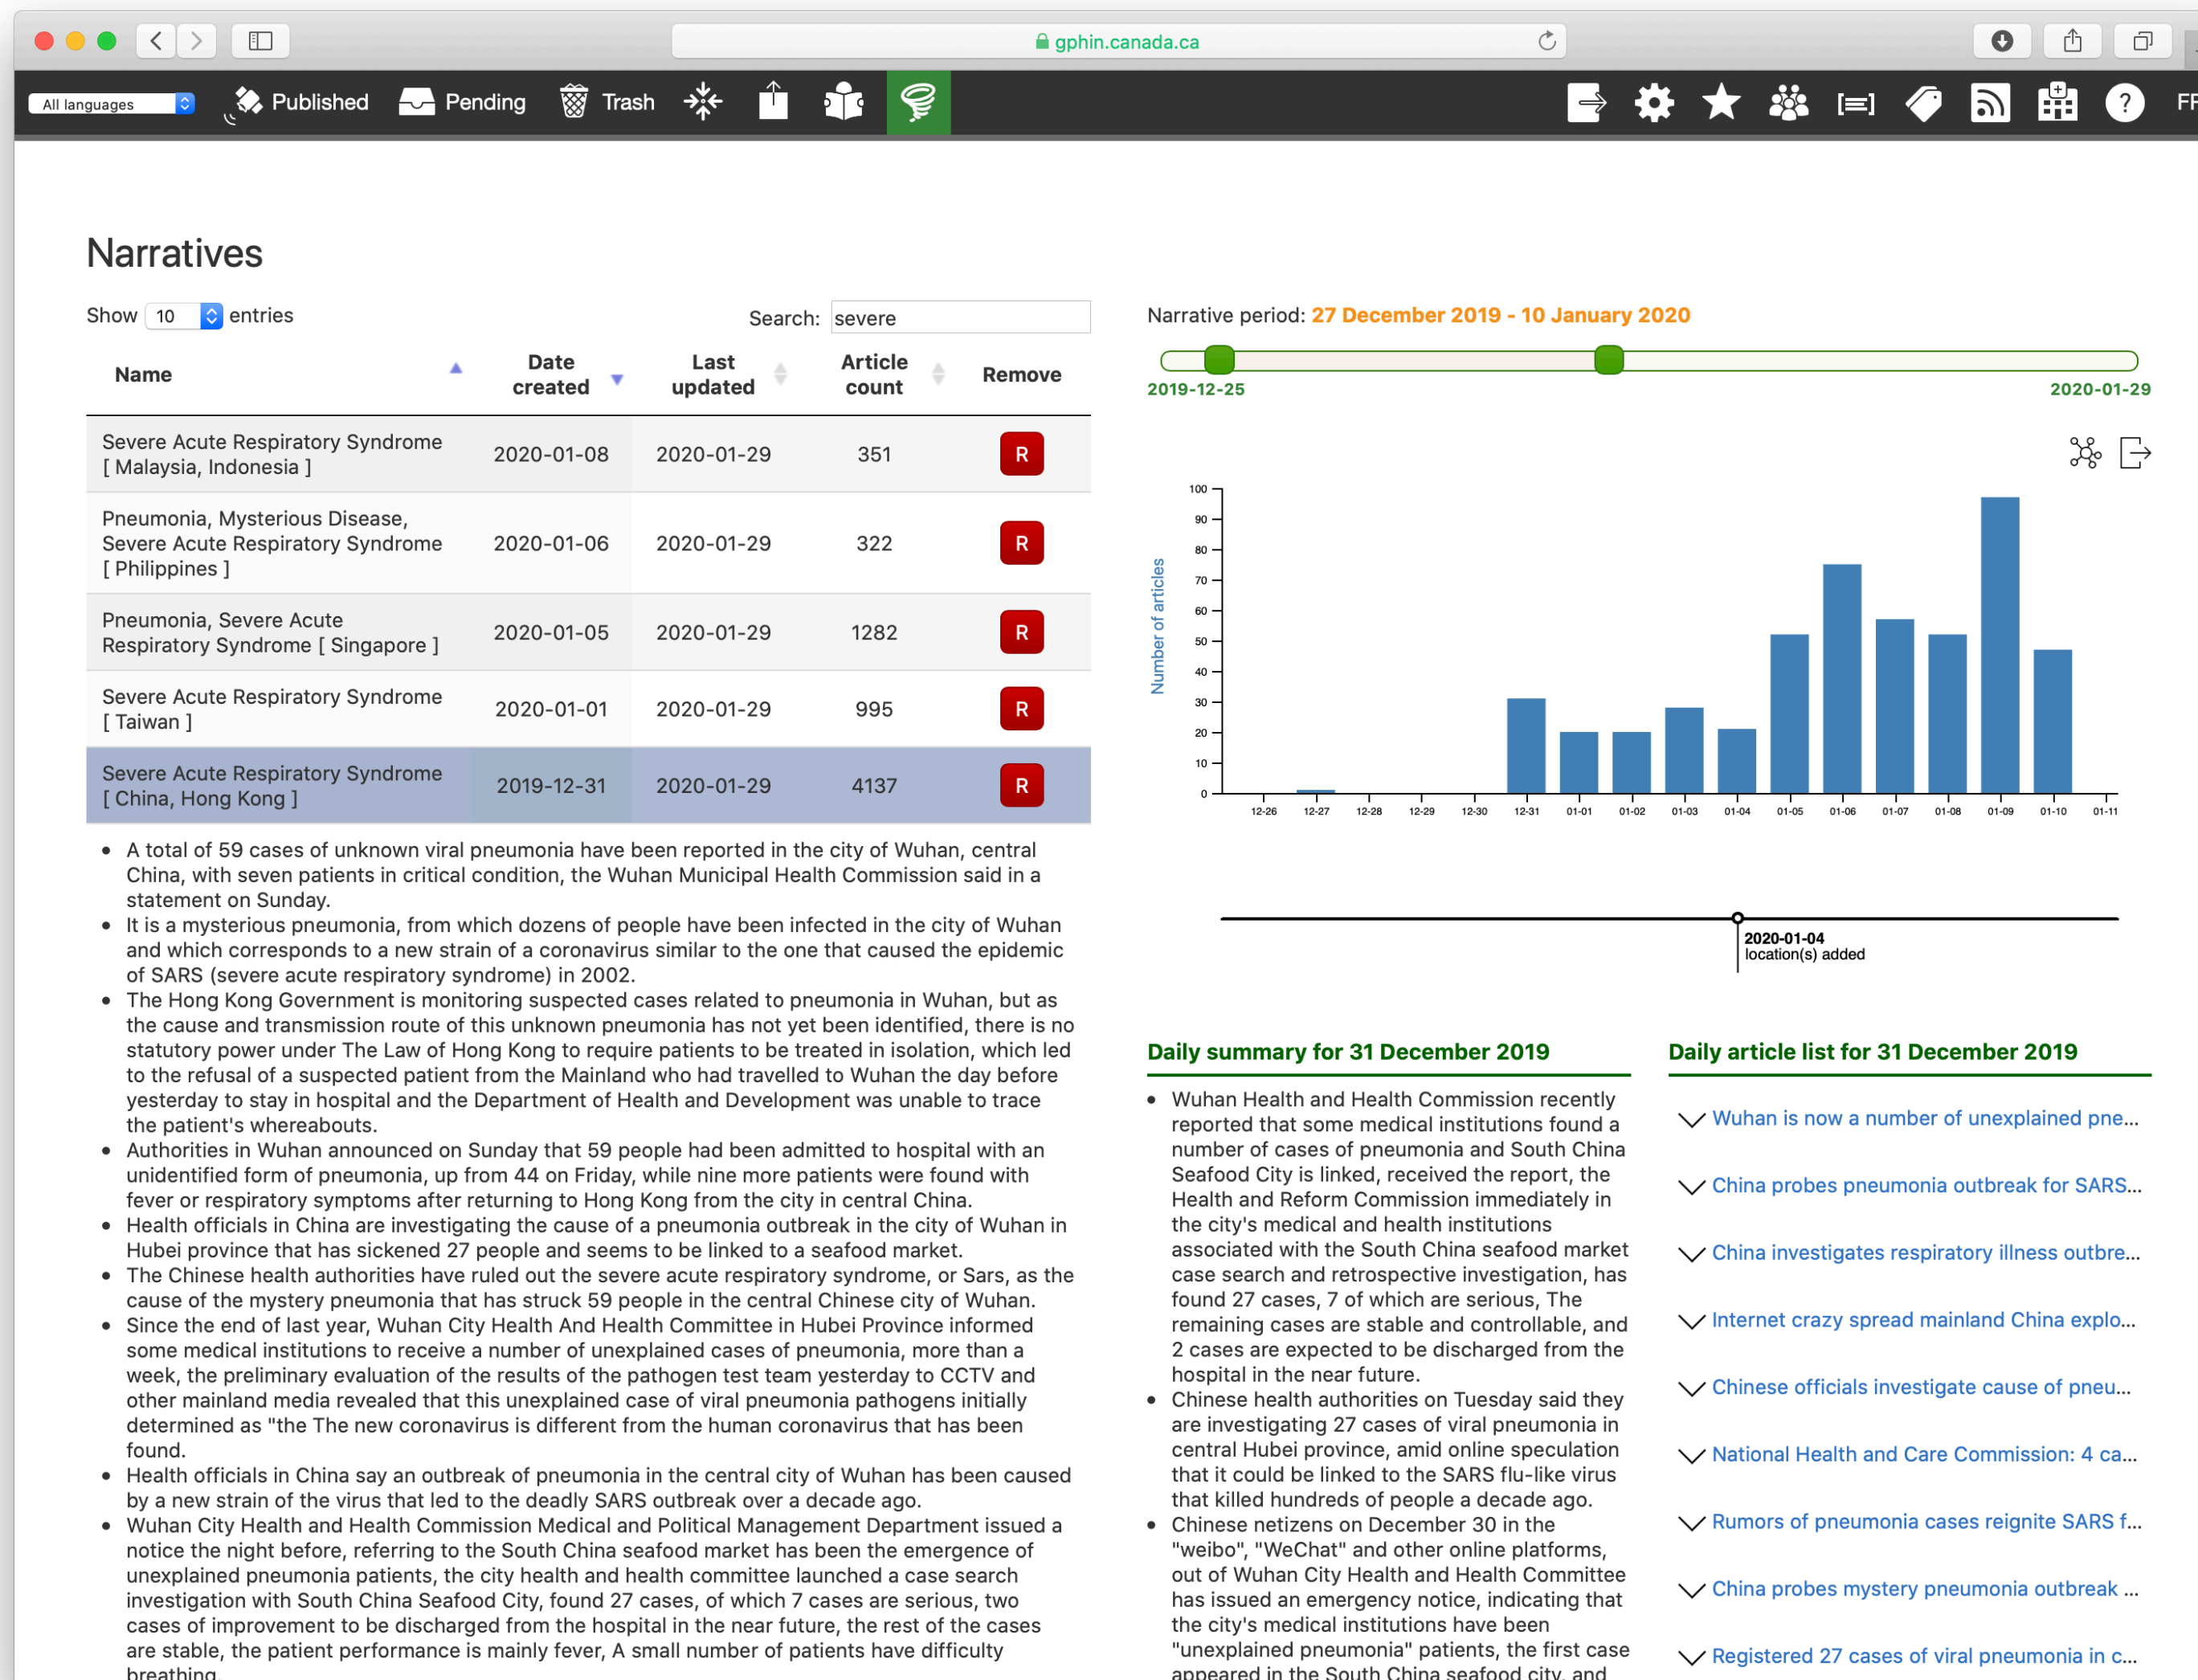 gphin.canada.ca
All languages
Published
Pending
Trash
?
FR
Narratives
Show 10 entries
Search: severe
Name
Date created
Last updated
Article count
Remove
Severe Acute Respiratory Syndrome
[ Malaysia, Indonesia ]
2020-01-08
2020-01-29
351
R
Pneumonia, Mysterious Disease,
Severe Acute Respiratory Syndrome
[ Philippines ]
2020-01-06
2020-01-29
322
R
Pneumonia, Severe Acute
Respiratory Syndrome [ Singapore ]
2020-01-05
2020-01-29
1282
R
Severe Acute Respiratory Syndrome
[ Taiwan ]
2020-01-01
2020-01-29
995
R
Severe Acute Respiratory Syndrome
[ China, Hong Kong ]
2019-12-31
2020-01-29
4137
R
A total of 59 cases of unknown viral pneumonia have been reported in the city of Wuhan, central
China, with seven patients in critical condition, the Wuhan Municipal Health Commission said in a
statement on Sunday.
It is a mysterious pneumonia, from which dozens of people have been infected in the city of Wuhan
and which corresponds to a new strain of a coronavirus similar to the one that caused the epidemic
of SARS (severe acute respiratory syndrome) in 2002.
The Hong Kong Government is monitoring suspected cases related to pneumonia in Wuhan, but as
the cause and transmission route of this unknown pneumonia has not yet been identified, there is no
statutory power under The Law of Hong Kong to require patients to be treated in isolation, which led
to the refusal of a suspected patient from the Mainland who had travelled to Wuhan the day before
yesterday to stay in hospital and the Department of Health and Development was unable to trace
the patient's whereabouts.
Authorities in Wuhan announced on Sunday that 59 people had been admitted to hospital with an
unidentified form of pneumonia, up from 44 on Friday, while nine more patients were found with
fever or respiratory symptoms after returning to Hong Kong from the city in central China.
Health officials in China are investigating the cause of a pneumonia outbreak in the city of Wuhan in
Hubei province that has sickened 27 people and seems to be linked to a seafood market.
The Chinese health authorities have ruled out the severe acute respiratory syndrome, or Sars, as the
cause of the mystery pneumonia that has struck 59 people in the central Chinese city of Wuhan.
Since the end of last year, Wuhan City Health And Health Committee in Hubei Province informed
some medical institutions to receive a number of unexplained cases of pneumonia, more than a
week, the preliminary evaluation of the results of the pathogen test team yesterday to CCTV and
other mainland media revealed that this unexplained case of viral pneumonia pathogens initially
determined as "the The new coronavirus is different from the human coronavirus that has been
found.
Health officials in China say an outbreak of pneumonia in the central city of Wuhan has been caused
by a new strain of the virus that led to the deadly SARS outbreak over a decade ago.
Wuhan City Health and Health Commission Medical and Political Management Department issued a
notice the night before, referring to the South China seafood market has been the emergence of
unexplained pneumonia patients, the city health and health committee launched a case search
investigation with South China Seafood City, found 27 cases, of which 7 cases are serious, two
cases of improvement to be discharged from the hospital in the near future, the rest of the cases
are stable, the patient performance is mainly fever, A small number of patients have difficulty
breathing.
Narrative period: 27 December 2019 - 10 January 2020
2019-12-25
2020-01-29
Number of articles
100
90
80
70
60
50
40
30
20
10
0
12-26
12-27
12-28
12-29
12-30
12-31
01-01
01-02
01-03
01-04
01-05
01-06
01-07
01-08
01-09
01-10
01-11
2020-01-04
location(s) added
Daily summary for 31 December 2019
Wuhan Health and Health Commission recently
reported that some medical institutions found a
number of cases of pneumonia and South China
Seafood City is linked, received the report, the
Health and Reform Commission immediately in
the city's medical and health institutions
associated with the South China seafood market
case search and retrospective investigation, has
found 27 cases, 7 of which are serious, The
remaining cases are stable and controllable, and
2 cases are expected to be discharged from the
hospital in the near future.
Chinese health authorities on Tuesday said they
are investigating 27 cases of viral pneumonia in
central Hubei province, amid online speculation
that it could be linked to the SARS flu-like virus
that killed hundreds of people a decade ago.
Chinese netizens on December 30 in the
"weibo", "WeChat" and other online platforms,
out of Wuhan City Health and Health Committee
has issued an emergency notice, indicating that
the city's medical institutions have been
"unexplained pneumonia" patients, the first case
appeared in the South China seafood city, and
Daily article list for 31 December 2019
Wuhan is now a number of unexplained pne...
China probes pneumonia outbreak for SARS...
China investigates respiratory illness outbre...
Internet crazy spread mainland China explo...
Chinese officials investigate cause of pneu...
National Health and Care Commission: 4 ca...
Rumors of pneumonia cases reignite SARS f...
China probes mystery pneumonia outbreak ...
Registered 27 cases of viral pneumonia in c...